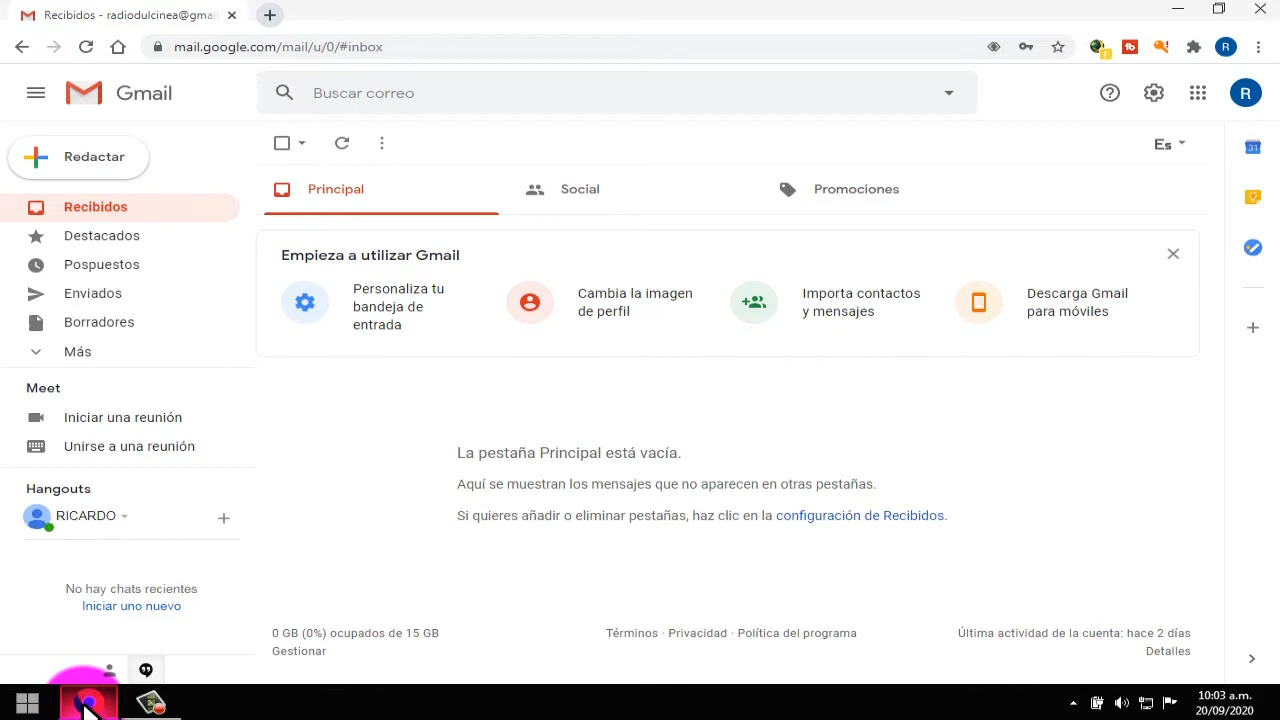 Recibidos - radiodulcinea@gmai
mail.google.com/mail/u/0/#inbox
R
Gmail
Buscar correo
R
Redactar
Es
31
Principal
Social
Promociones
Recibidos
Destacados
Pospuestos
Enviados
Borradores
Más
Empieza a utilizar Gmail
Personaliza tu
bandeja de
entrada
Cambia la imagen
de perfil
Importa contactos
y mensajes
Descarga Gmail
para móviles
Meet
Iniciar una reunión
Unirse a una reunión
Hangouts
RICARDO
No hay chats recientes
Iniciar uno nuevo
La pestaña Principal está vacía.
Aquí se muestran los mensajes que no aparecen en otras pestañas.
Si quieres añadir o eliminar pestañas, haz clic en la configuración de Recibidos.
0 GB (0%) ocupados de 15 GB
Gestionar
Términos · Privacidad · Política del programa
Última actividad de la cuenta: hace 2 días
Detalles
10:03 a.m.
20/09/2020